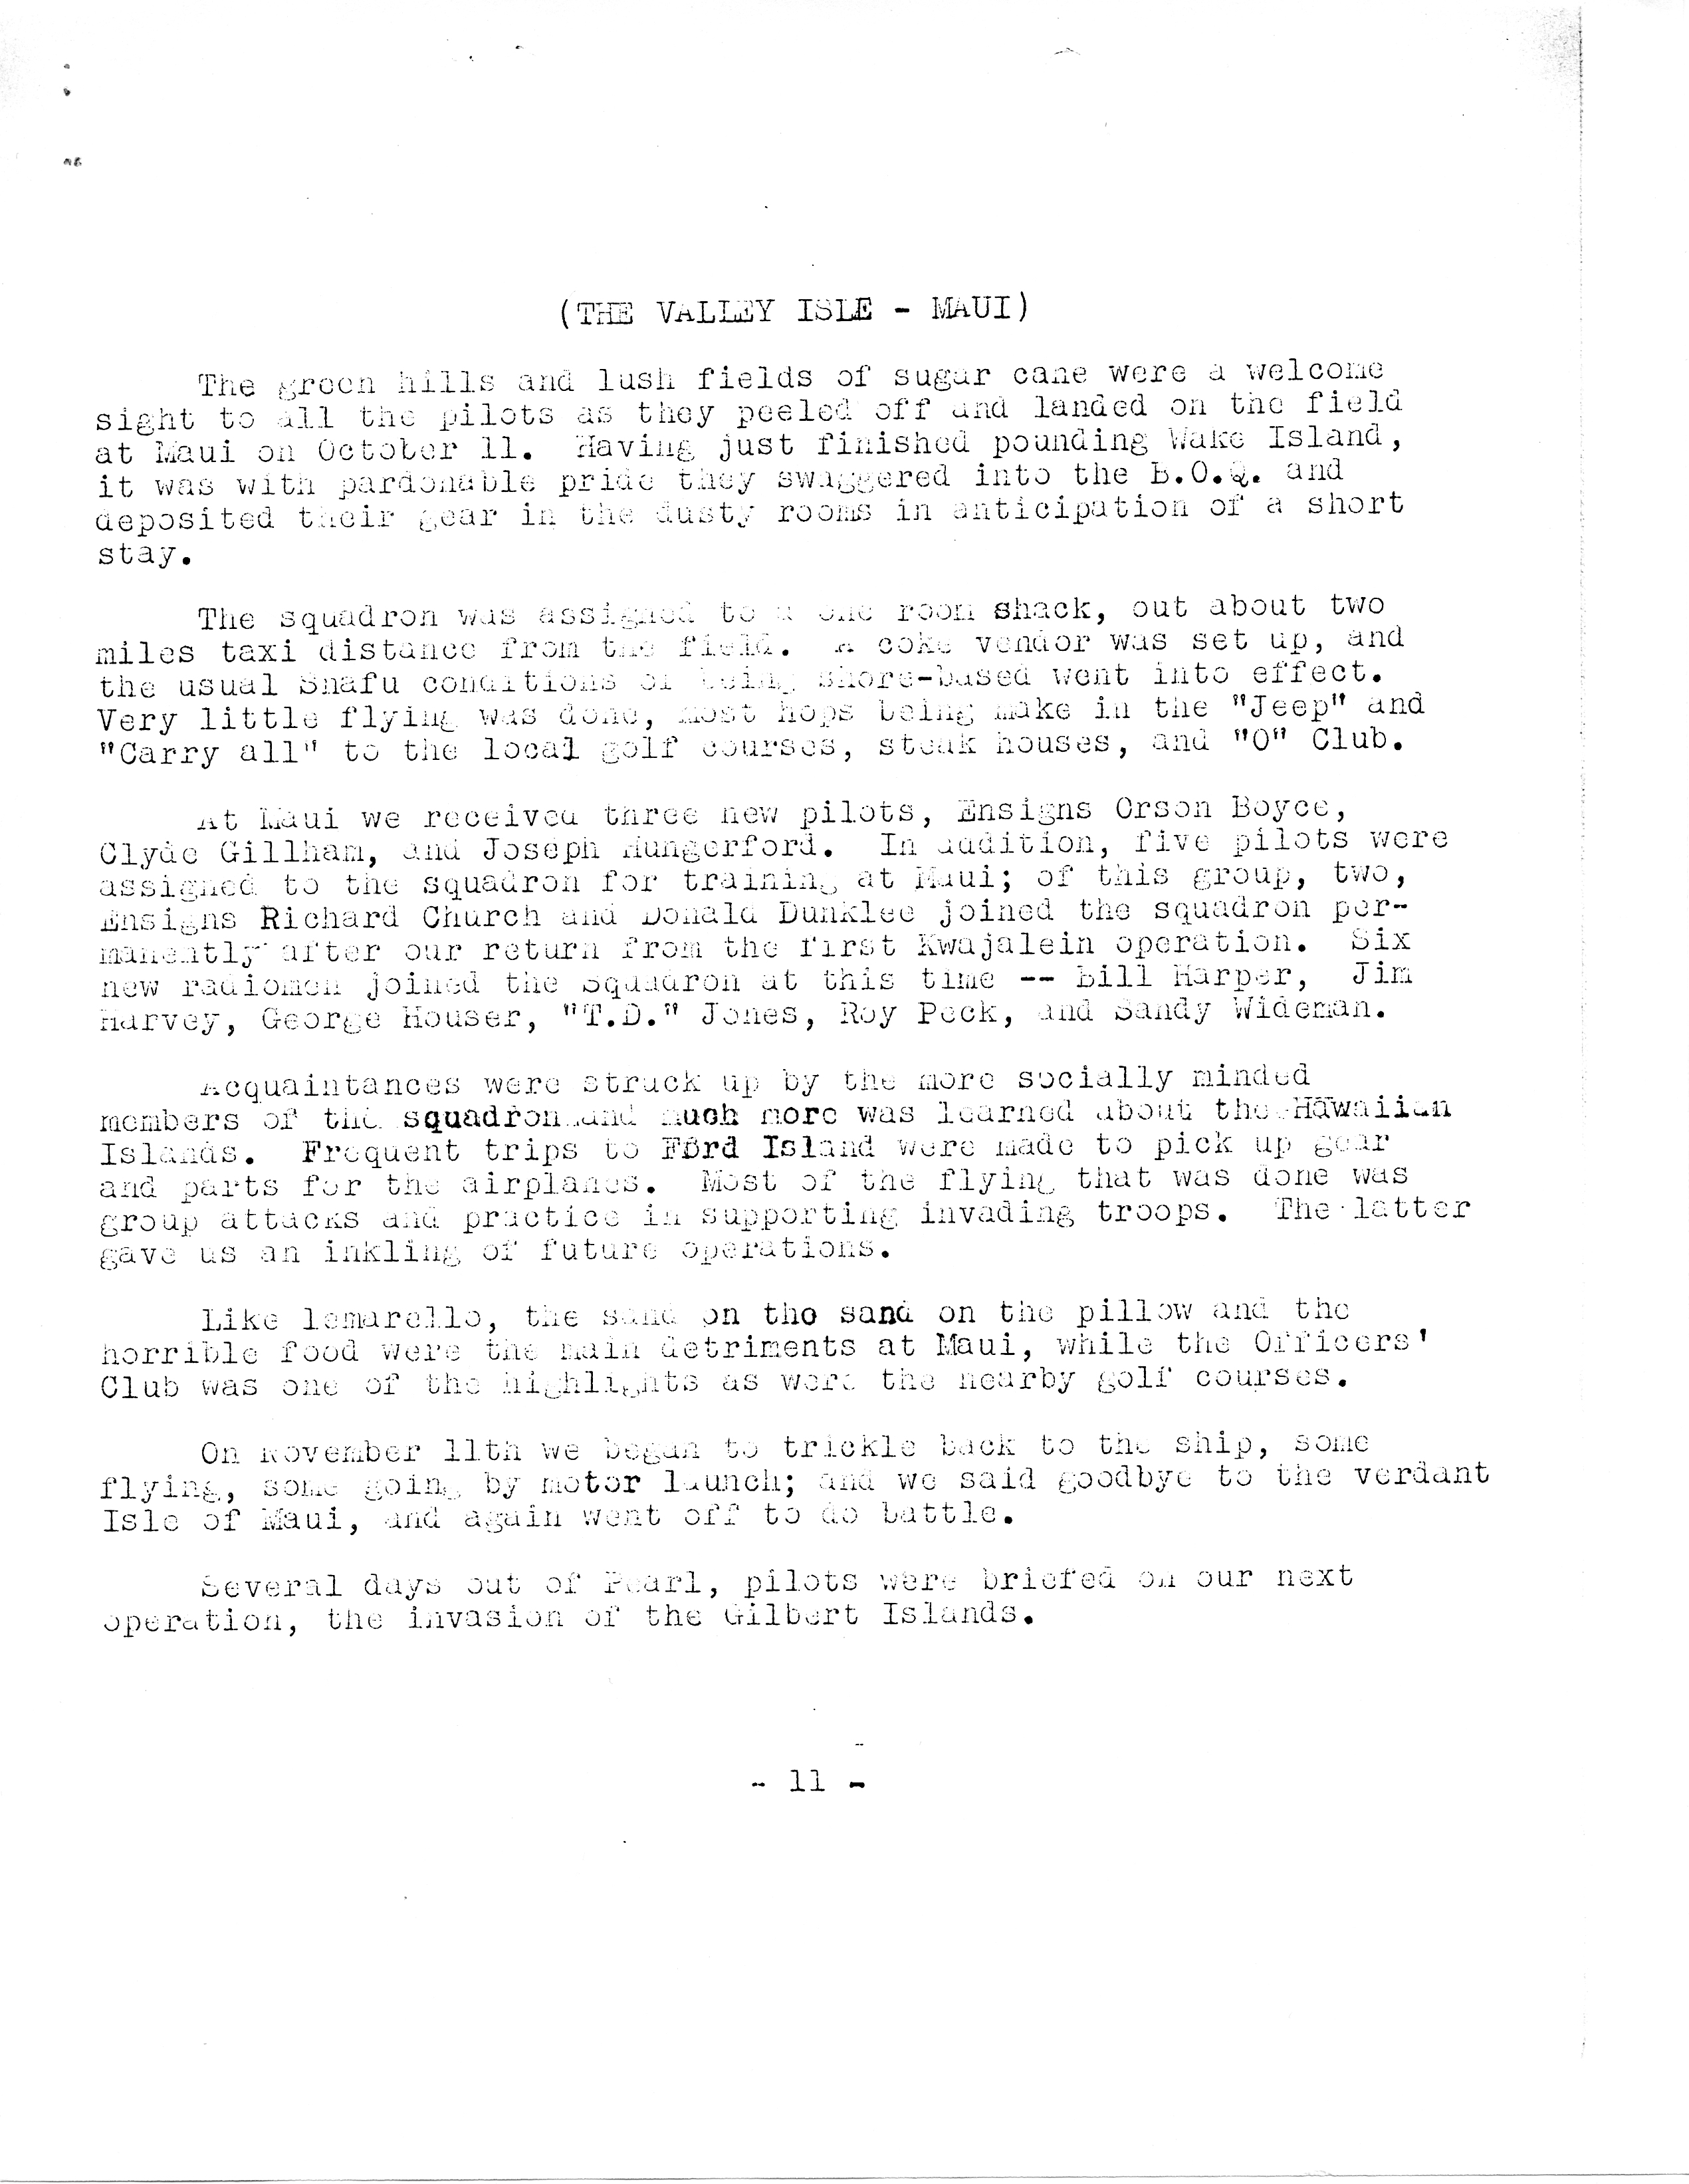 (THE VALLEY ISLE - MAUI)
The green hills and lush fields of sugar cane were a welcome
sight to all the pilots as they peeled off and landed on the field
at Maui on October 11. Having just finished pounding Wake Island,
it was with pardonable pride they swaggered into the B.O.Q. and
deposited their gear in the dusty rooms in anticipation of a short
stay.
The squadron was assigned to a one room shack, out about two
miles taxi distance from the field. A coke vendor was set up, and
the usual Snafu conditions of being shore-based went into effect.
Very little flying was done, most hops being make in the "Jeep" and
"Carry all" to the local golf courses, steak houses, and "O" Club.
At Maui we received three new pilots, Ensigns Orson Boyce,
Clyde Gillham, and Joseph Hungerford. In addition, five pilots were
assigned to the squadron for training at Maui; of this group, two,
Ensigns Richard Church and Donald Dunklee joined the squadron per-
manently after our return from the first Kwajalein operation. Six
new radiomen joined the squadron at this time -- Bill Harper, Jim
Harvey, George Houser, "T.D." Jones, Roy Peck, and Sandy Wideman.
Acquaintances were struck up by the more socially minded
members of the squadron and much more was learned about the Hawaiian
Islands. Frequent trips to Ford Island were made to pick up gear
and parts for the airplanes. Most of the flying that was done was
group attacks and practice in supporting invading troops. The latter
gave us an inkling of future operations.
Like lemarello, the sand on the sand on the pillow and the
horrible food were the main detriments at Maui, while the Officers'
Club was one of the highlights as were the nearby golf courses.
On November 11th we began to trickle back to the ship, some
flying, some going by motor launch; and we said goodbye to the verdant
Isle of Maui, and again went off to do battle.
Several days out of Pearl, pilots were briefed on our next
operation, the invasion of the Gilbert Islands.
- 11 -